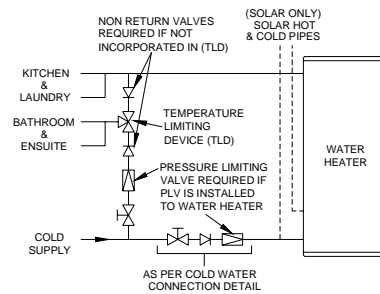 NON RETURN VALVES
REQUIRED IF NOT
INCORPORATED IN (TLD)
(SOLAR ONLY)
SOLAR HOT
& COLD PIPES
KITCHEN
&
LAUNDRY
BATHROOM
&
ENSUITE
TEMPERATURE
LIMITING
DEVICE (TLD)
WATER
HEATER
PRESSURE LIMITING
VALVE REQUIRED IF
PLV IS INSTALLED
TO WATER HEATER
COLD
SUPPLY
AS PER COLD WATER
CONNECTION DETAIL